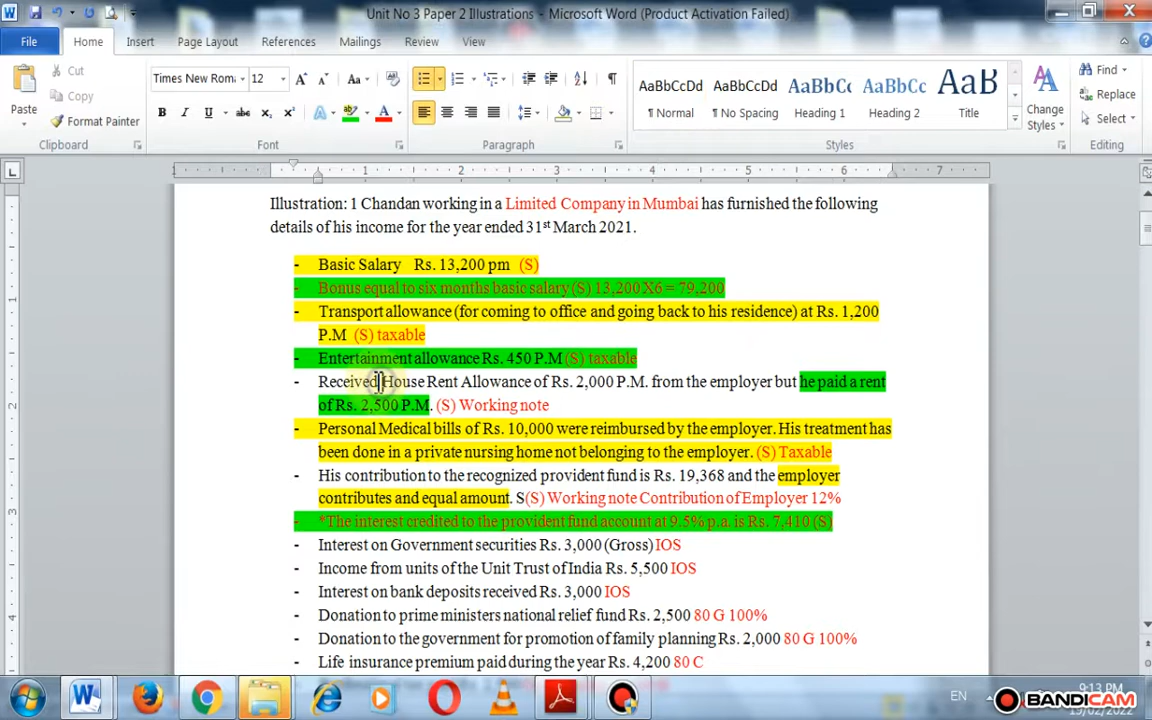 Unit No 3 Paper 2 Illustrations - Microsoft Word (Product Activation Failed)
File Home Insert Page Layout References Mailings Review View
Cut
Copy
Format Painter
Paste
Times New Rom 12
AaBbCcDd AaBbCcDd AaBbCc AaBbCc AaB
¶ Normal ¶ No Spacing Heading 1 Heading 2 Title
Change
Styles
Find
Replace
Select
Clipboard Font Paragraph Styles Editing
1 1 2 3 4 5 6 7
Illustration: 1 Chandan working in a Limited Company in Mumbai has furnished the following
details of his income for the year ended 31st March 2021.
- Basic Salary Rs. 13,200 pm (S)
- Bonus equal to six months basic salary (S) 13,200 X6 = 79,200
- Transport allowance (for coming to office and going back to his residence) at Rs. 1,200
P.M (S) taxable
- Entertainment allowance Rs. 450 P.M (S) taxable
- Received House Rent Allowance of Rs. 2,000 P.M. from the employer but he paid a rent
of Rs. 2,500 P.M. (S) Working note
- Personal Medical bills of Rs. 10,000 were reimbursed by the employer. His treatment has
been done in a private nursing home not belonging to the employer. (S) Taxable
- His contribution to the recognized provident fund is Rs. 19,368 and the employer
contributes and equal amount. S(S) Working note Contribution of Employer 12%
- *The interest credited to the provident fund account at 9.5% p.a. is Rs. 7,410 (S)
- Interest on Government securities Rs. 3,000 (Gross) IOS
- Income from units of the Unit Trust of India Rs. 5,500 IOS
- Interest on bank deposits received Rs. 3,000 IOS
- Donation to prime ministers national relief fund Rs. 2,500 80 G 100%
- Donation to the government for promotion of family planning Rs. 2,000 80 G 100%
- Life insurance premium paid during the year Rs. 4,200 80 C
EN
9:13 PM
BANDICAM